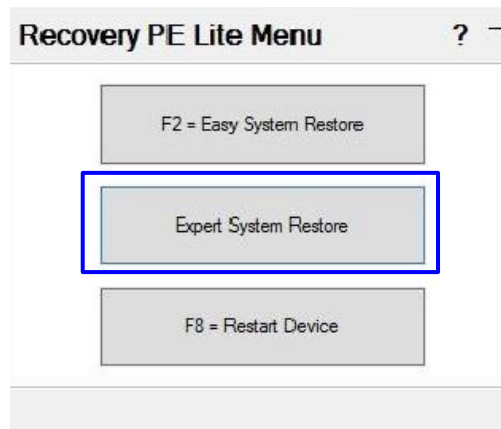 Recovery PE Lite Menu ?
F2 = Easy System Restore
Expert System Restore
F8 = Restart Device